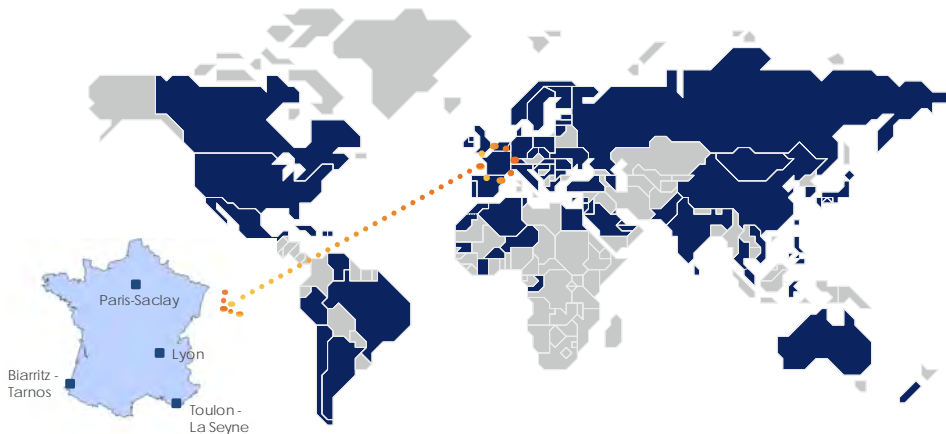 Paris-Saclay
Lyon
Biarritz -
Tarnos
Toulon -
La Seyne